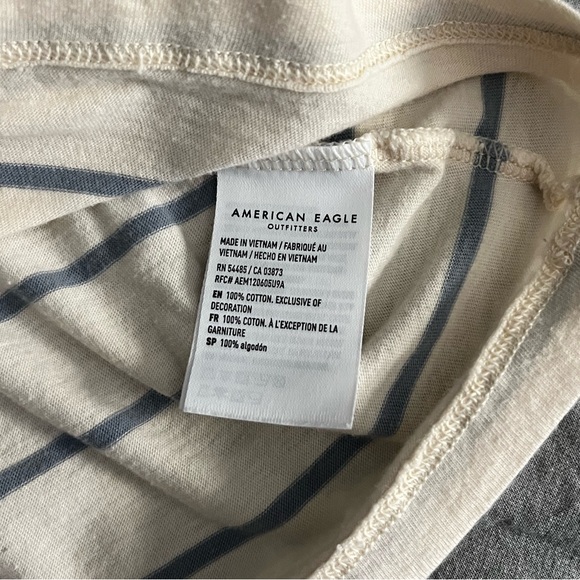 AMERICAN EAGLE
OUTFITTERS
MADE IN VIETNAM / FABRIQUÉ AU
VIETNAM / HECHO EN VIETNAM
RN 54485 / CA 03873
RFC# AEM120605U9A
EN 100% COTTON. EXCLUSIVE OF
DECORATION
FR 100% COTON. À L'EXCEPTION DE LA
GARNITURE
SP 100% algodón